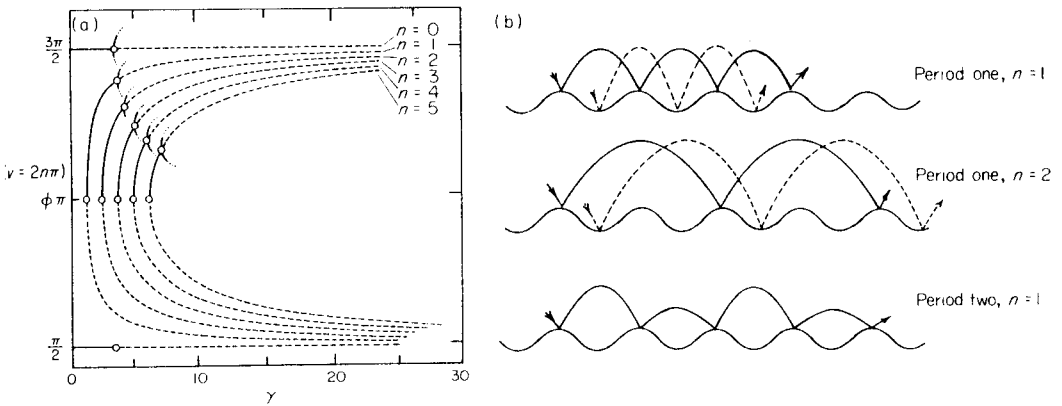 (a)
3π/2
n = 0
n = 1
n = 2
n = 3
n = 4
n = 5
(v = 2nπ)
ϕ π
π/2
0
10
20
30
γ
(b)
Period one, n = 1
Period one, n = 2
Period two, n = 1